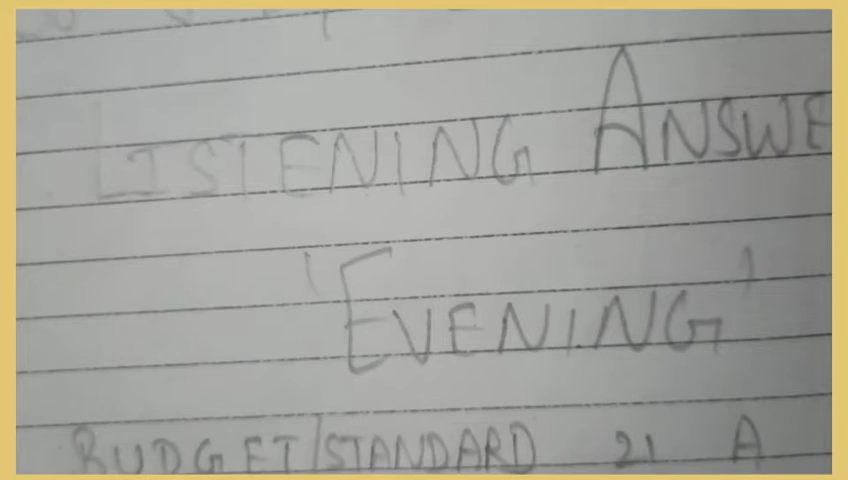 LISTENING ANSWE
'EVENING'
BUDGET/STANDARD 21 A